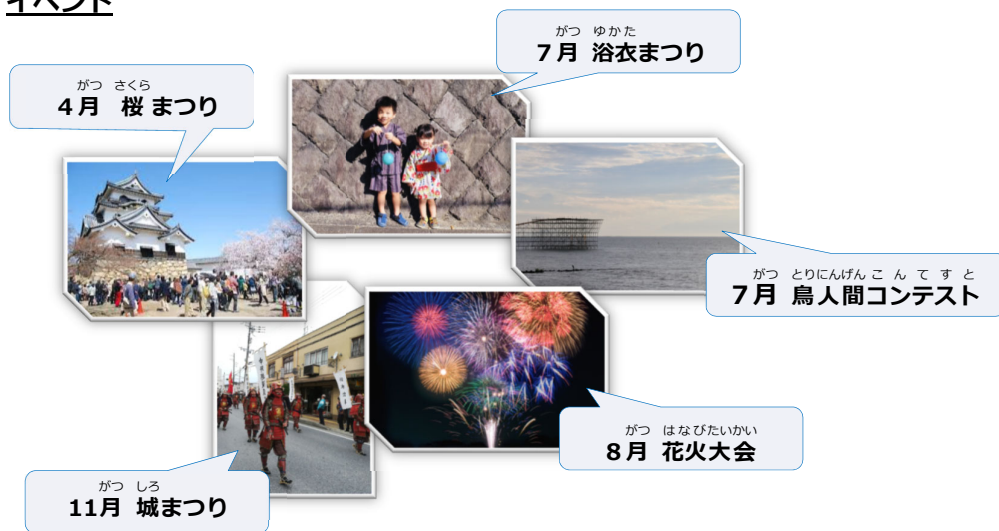 イベント
がつ ゆかた
7月 浴衣まつり
がつ さくら
4月 桜 まつり
がつ とりにんげん こ ん て す と
7月 鳥人間コンテスト
がつ はなびたいかい
8月 花火大会
がつ しろ
11月 城まつり